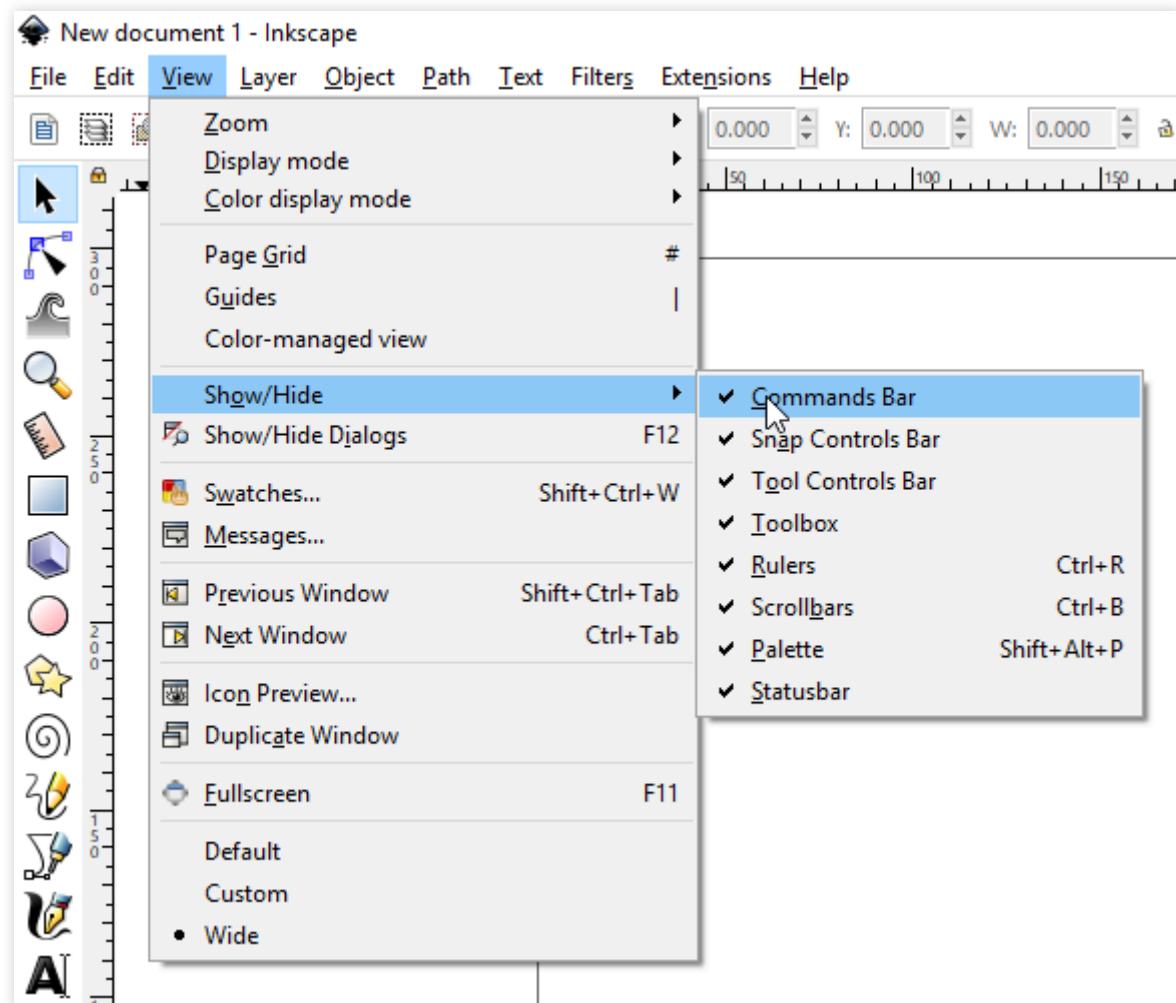 New document 1 - Inkscape
File Edit View Layer Object Path Text Filters Extensions Help
0.000 Y: 0.000 W: 0.000
50 100 150
Zoom
Display mode
Color display mode
Page Grid #
Guides |
Color-managed view
Show/Hide
Show/Hide Dialogs F12
Swatches... Shift+Ctrl+W
Messages...
Previous Window Shift+Ctrl+Tab
Next Window Ctrl+Tab
Icon Preview...
Duplicate Window
Fullscreen F11
Default
Custom
Wide
Commands Bar
Snap Controls Bar
Tool Controls Bar
Toolbox
Rulers Ctrl+R
Scrollbars Ctrl+B
Palette Shift+Alt+P
Statusbar
300
250
200
150